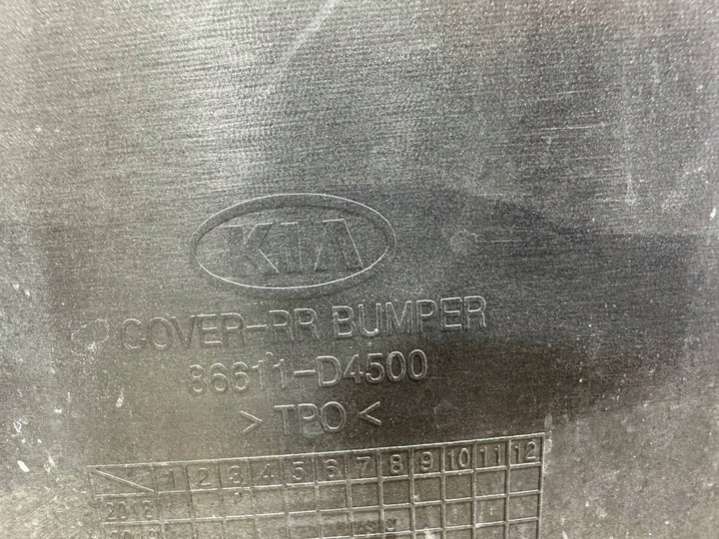 KIA
COVER-RR BUMPER
86611-D4500
> TPO <
1 2 3 4 5 6 7 8 9 10 11 12